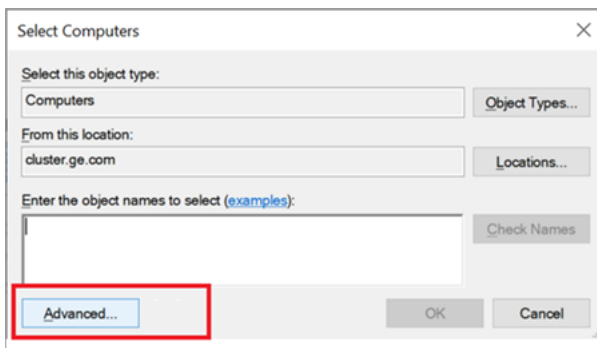 Select Computers
Select this object type:
Computers
Object Types...
From this location:
cluster.ge.com
Locations...
Enter the object names to select (examples):
Check Names
Advanced...
OK
Cancel